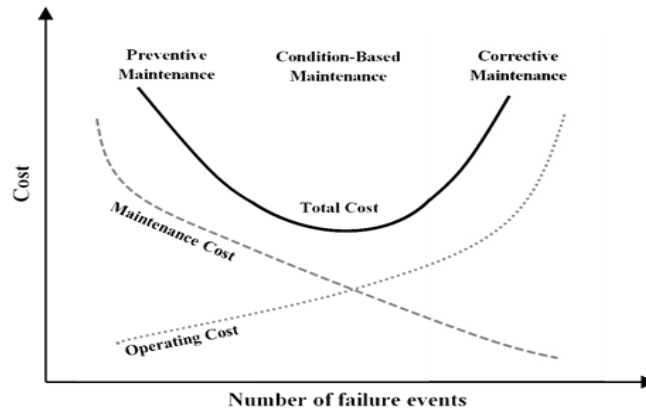 Preventive
Maintenance
Condition-Based
Maintenance
Corrective
Maintenance
Cost
Total Cost
Maintenance Cost
Operating Cost
Number of failure events